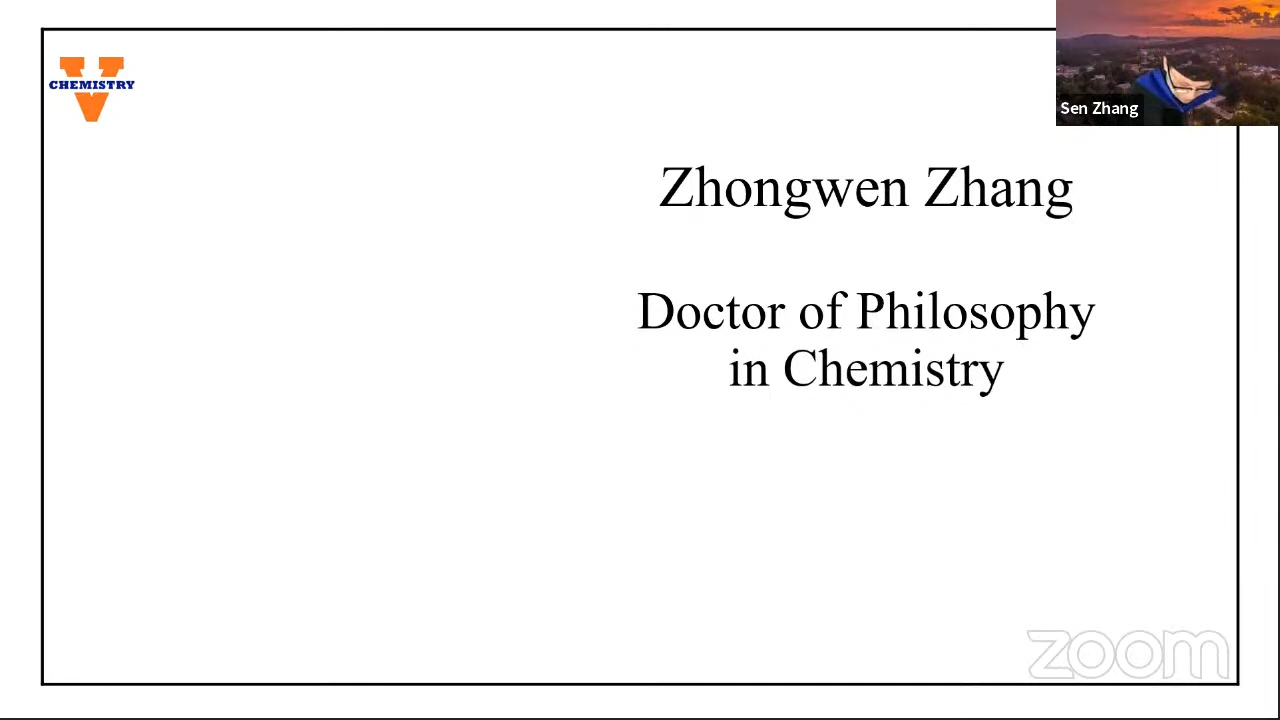 V
CHEMISTRY
Sen Zhang
Zhongwen Zhang
Doctor of Philosophy
in Chemistry
zoom